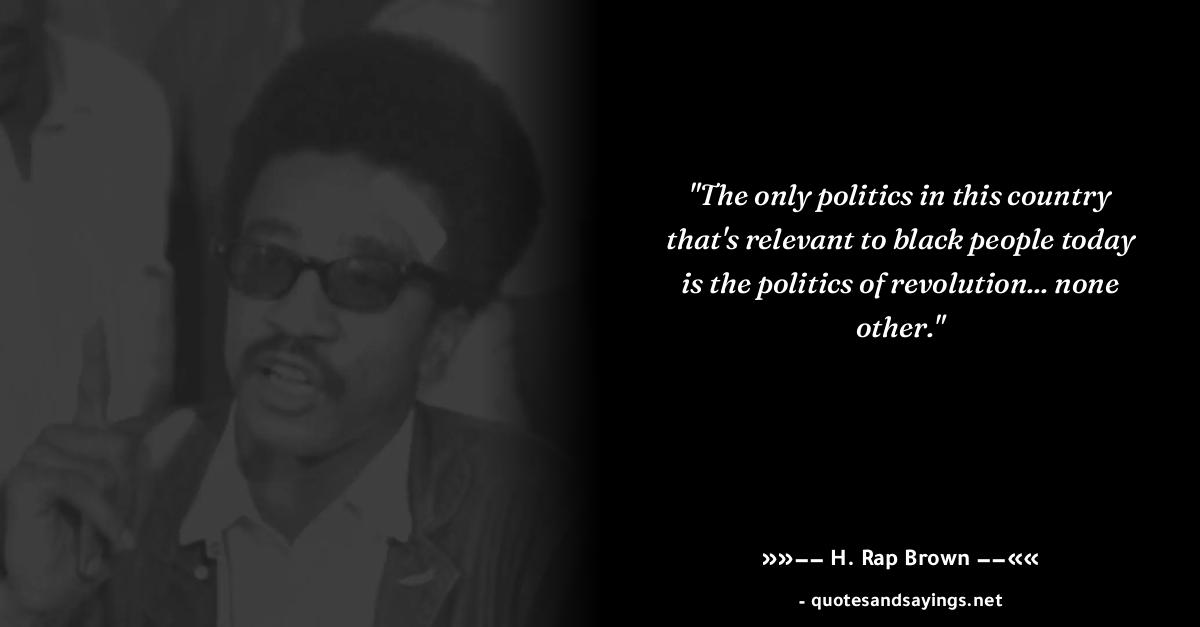 "The only politics in this country
that's relevant to black people today
is the politics of revolution... none
other."
»»–– H. Rap Brown ––««
- quotesandsayings.net